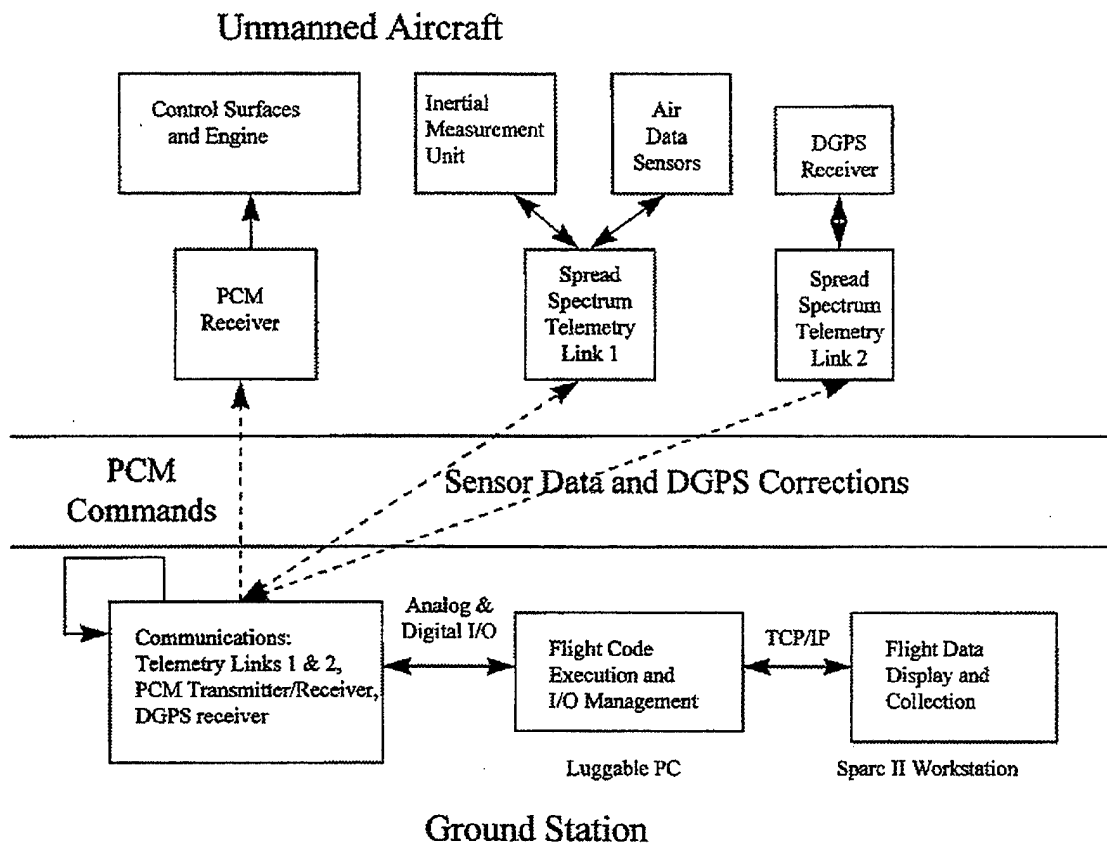 Unmanned Aircraft
Control Surfaces
and Engine
Inertial
Measurement
Unit
Air
Data
Sensors
DGPS
Receiver
PCM
Receiver
Spread
Spectrum
Telemetry
Link 1
Spread
Spectrum
Telemetry
Link 2
PCM
Commands
Sensor Data and DGPS Corrections
Communications:
Telemetry Links 1 & 2,
PCM Transmitter/Receiver,
DGPS receiver
Analog &
Digital I/O
Flight Code
Execution and
I/O Management
TCP/IP
Flight Data
Display and
Collection
Luggable PC
Sparc II Workstation
Ground Station